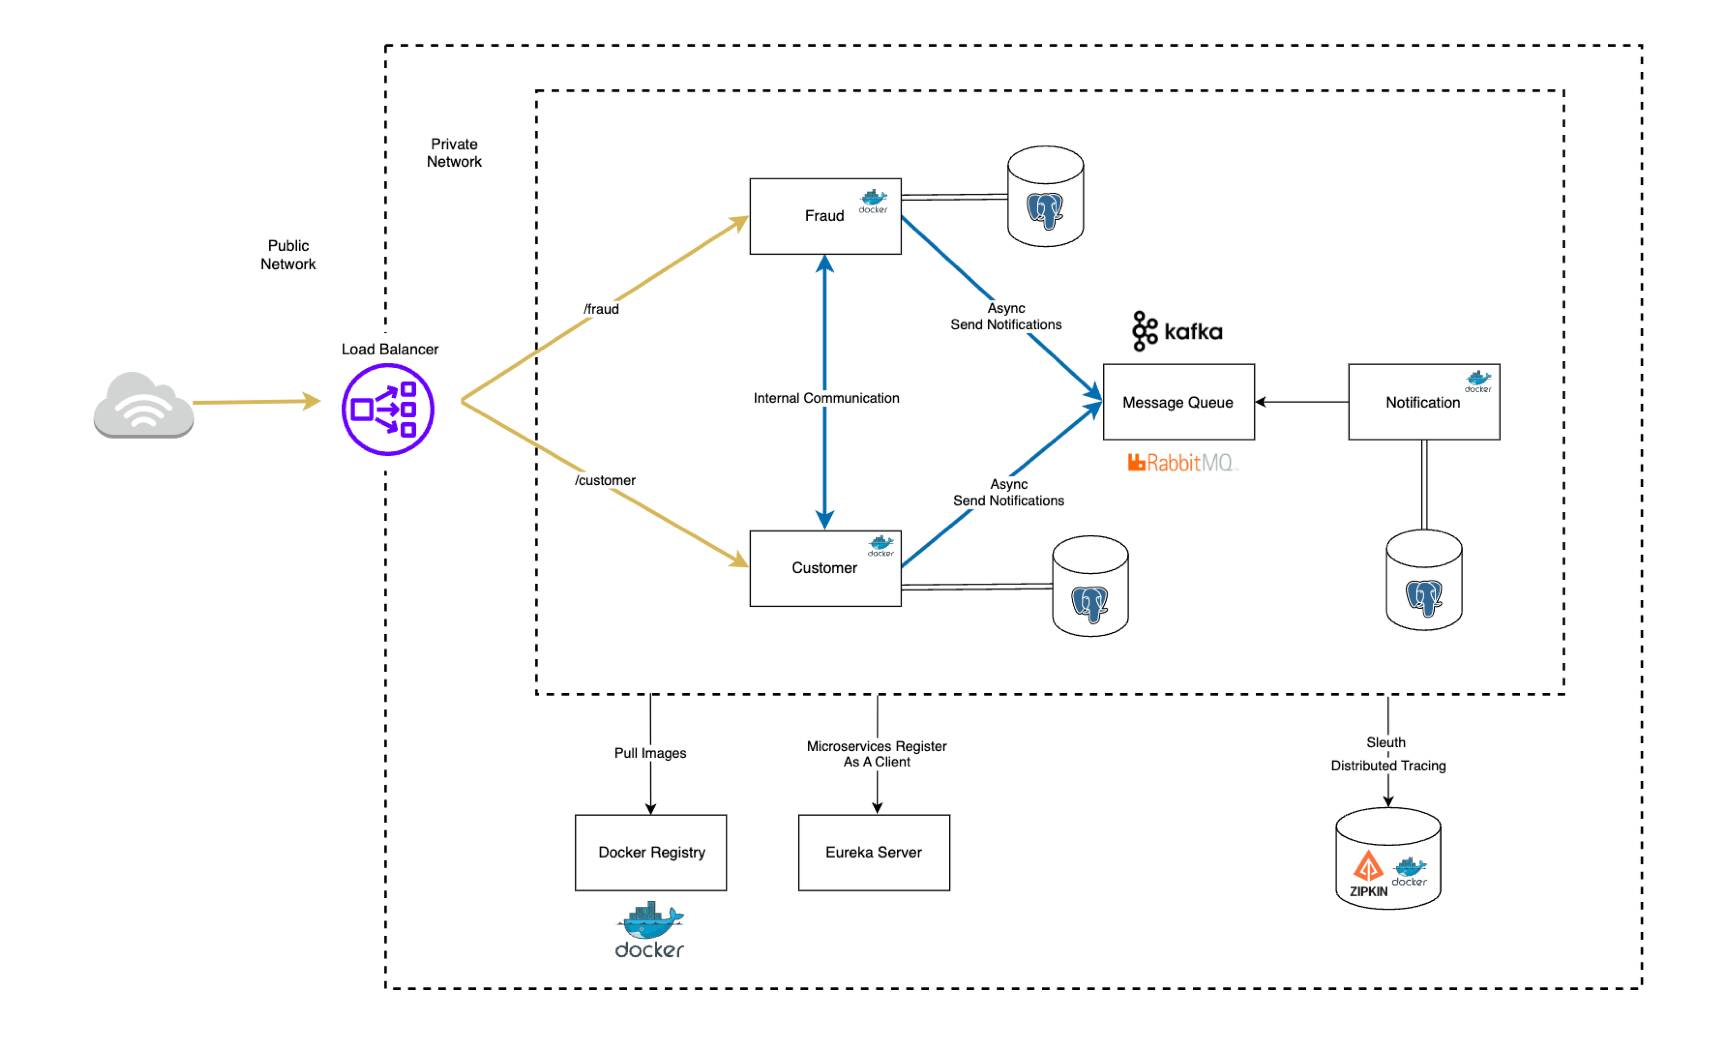 Private
Network
Public
Network
docker
Fraud
/fraud
Async
Send Notifications
kafka
Load Balancer
Internal Communication
Message Queue
docker
Notification
RabbitMQ
/customer
Async
Send Notifications
docker
Customer
Pull Images
Microservices Register
As A Client
Sleuth
Distributed Tracing
Docker Registry
Eureka Server
ZIPKIN
docker
docker